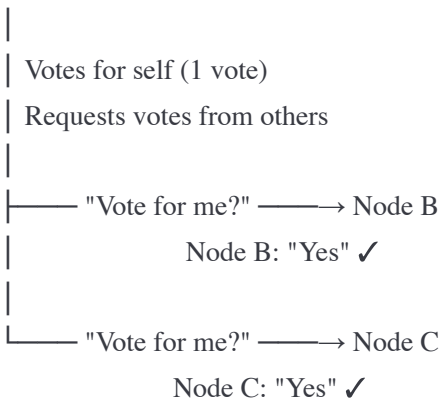 │
│ Votes for self (1 vote)
│ Requests votes from others
│
├──── "Vote for me?" ────→ Node B
│ Node B: "Yes" ✓
│
└──── "Vote for me?" ────→ Node C
Node C: "Yes" ✓